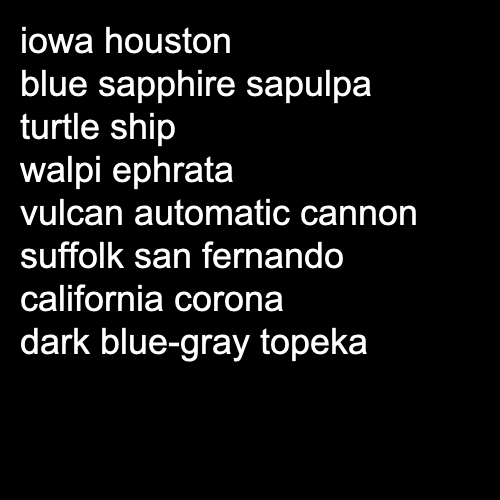 iowa houston
blue sapphire sapulpa
turtle ship
walpi ephrata
vulcan automatic cannon
suffolk san fernando
california corona
dark blue-gray topeka